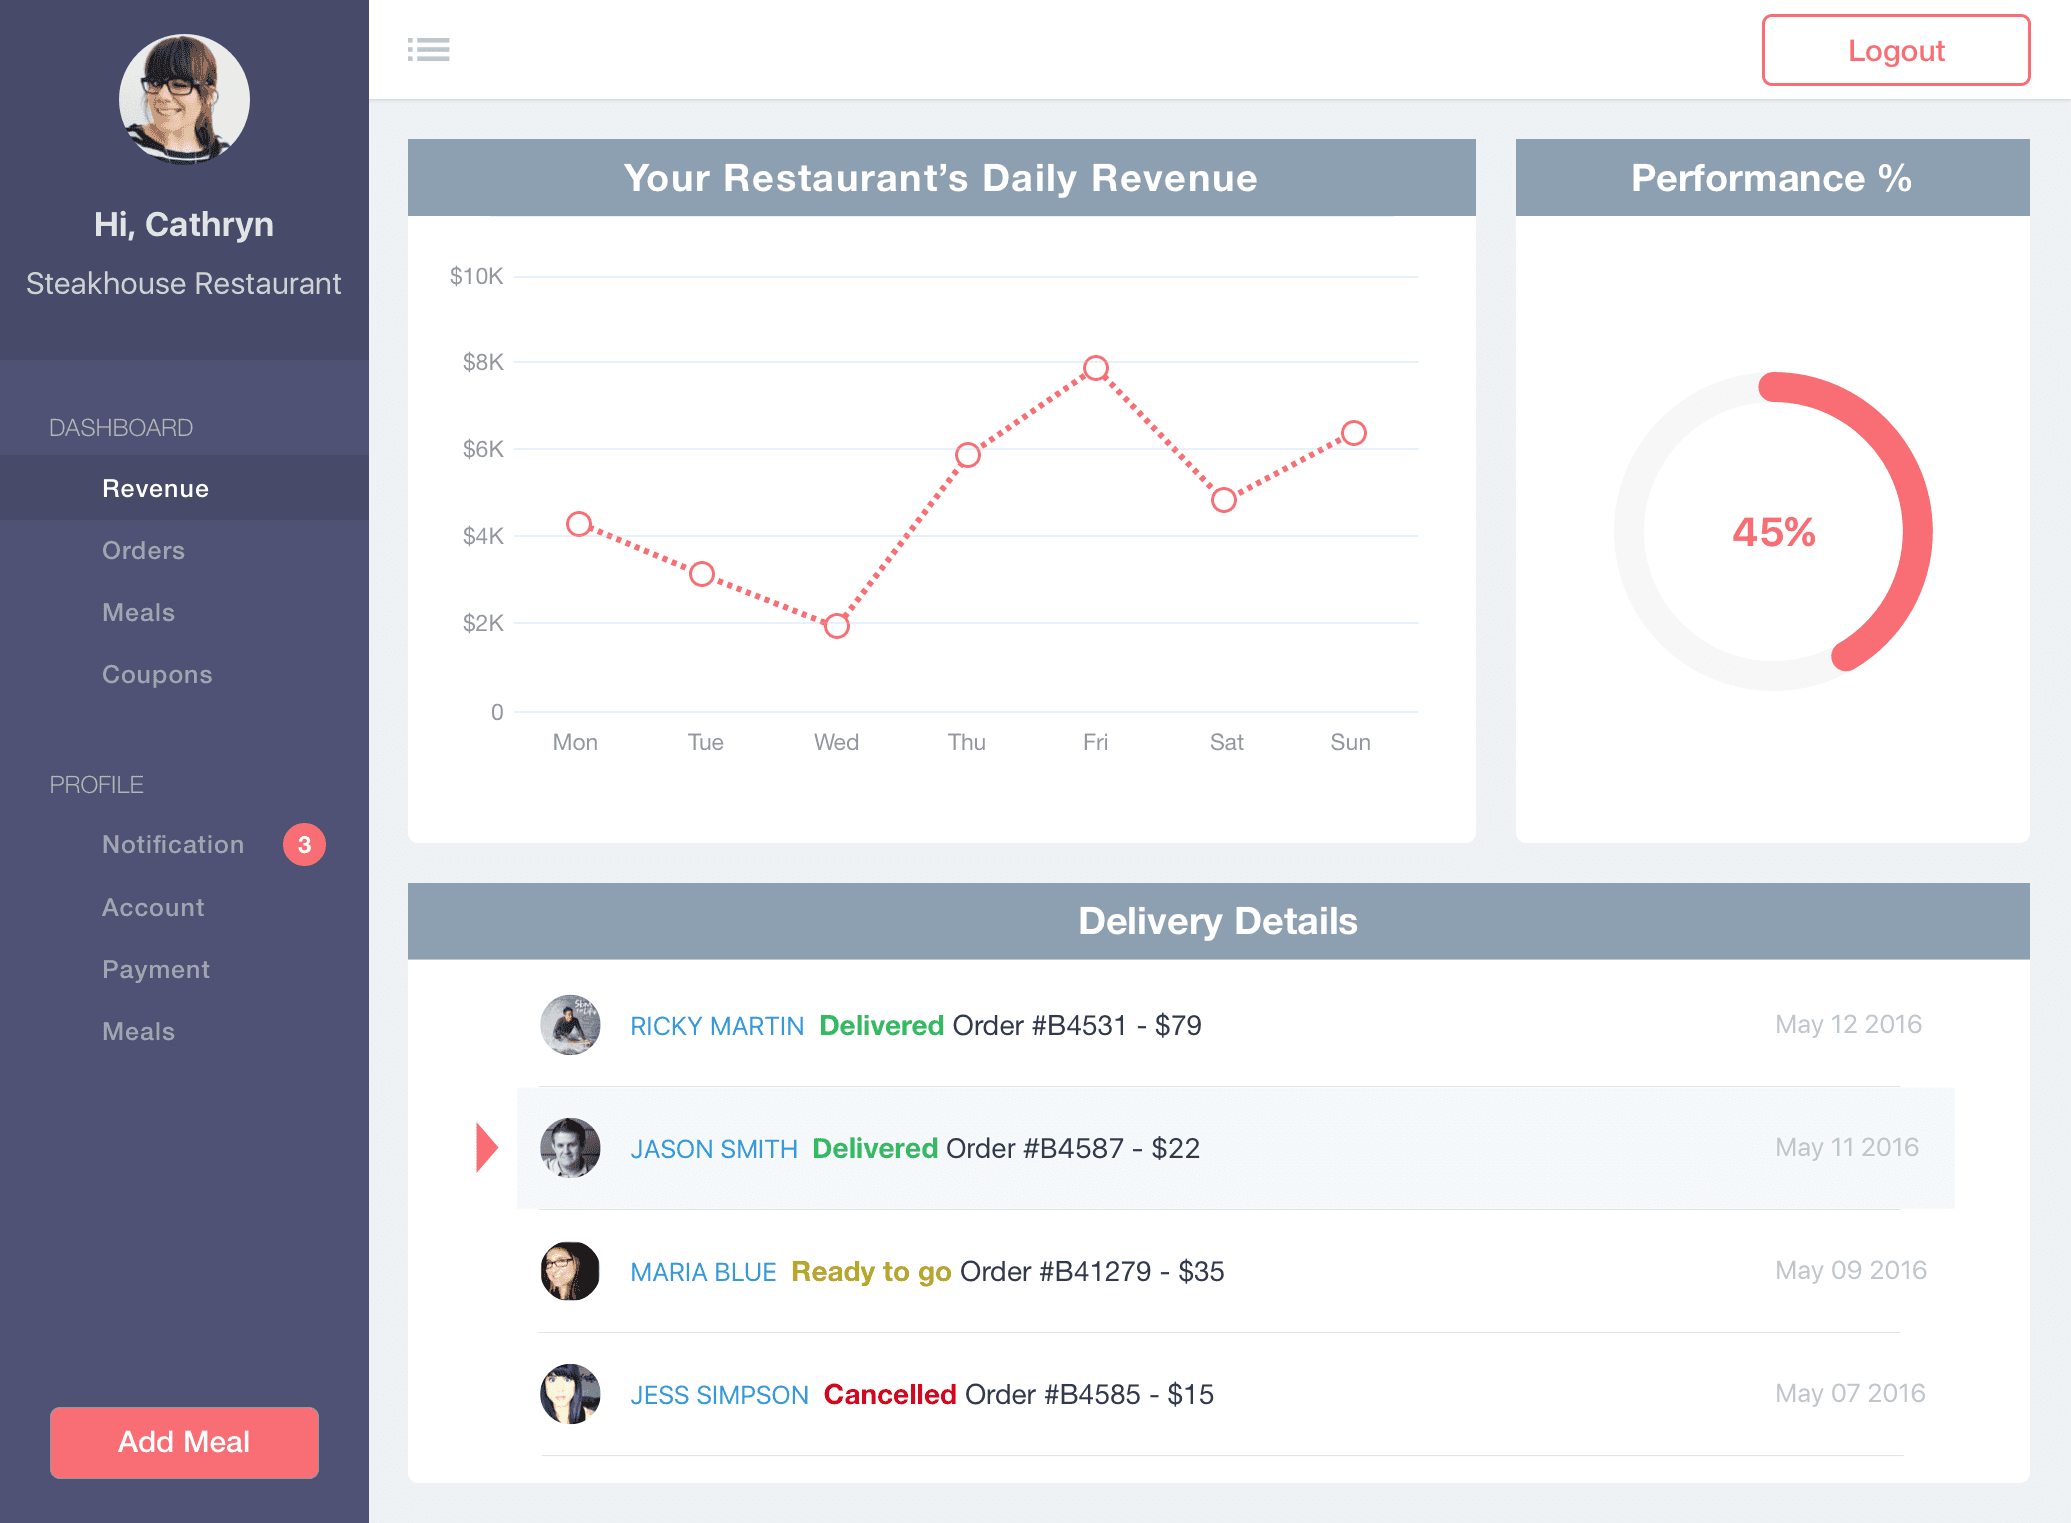 Hi, Cathryn
Steakhouse Restaurant
DASHBOARD
Revenue
Orders
Meals
Coupons
PROFILE
Notification 3
Account
Payment
Meals
Add Meal
Logout
Your Restaurant’s Daily Revenue
$10K
$8K
$6K
$4K
$2K
0
Mon Tue Wed Thu Fri Sat Sun
Performance %
45%
Delivery Details
RICKY MARTIN Delivered Order #B4531 - $79 May 12 2016
JASON SMITH Delivered Order #B4587 - $22 May 11 2016
MARIA BLUE Ready to go Order #B41279 - $35 May 09 2016
JESS SIMPSON Cancelled Order #B4585 - $15 May 07 2016